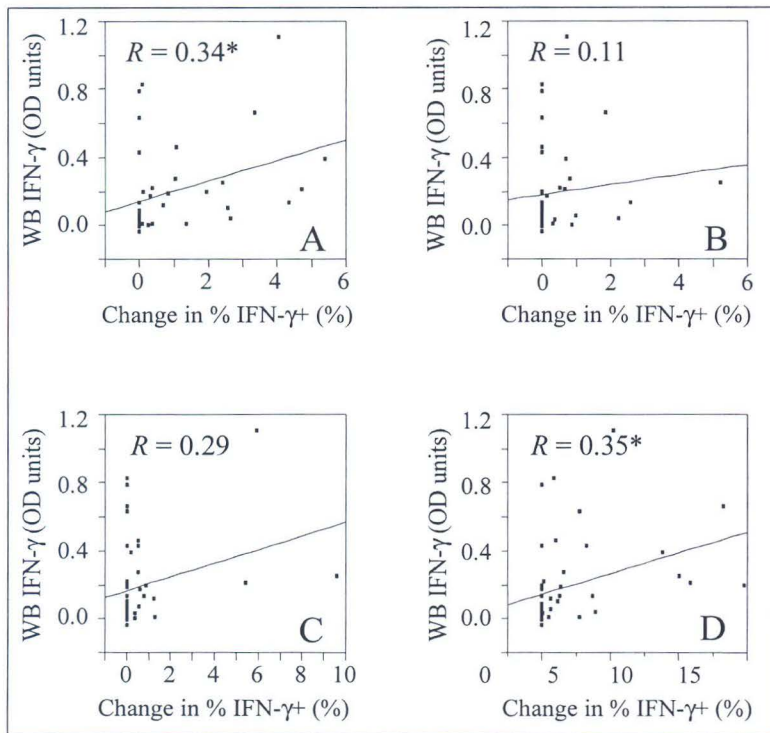 WB IFN-γ (OD units)
1.2
0.8
0.4
0.0
R = 0.34*
A
0 2 4 6
Change in % IFN-γ+ (%)
WB IFN-γ (OD units)
1.2
0.8
0.4
0.0
R = 0.11
B
0 2 4 6
Change in % IFN-γ+ (%)
WB IFN-γ (OD units)
1.2
0.8
0.4
0.0
R = 0.29
C
0 2 4 6 8 10
Change in % IFN-γ+ (%)
WB IFN-γ (OD units)
1.2
0.8
0.4
0.0
R = 0.35*
D
0 5 10 15
Change in % IFN-γ+ (%)